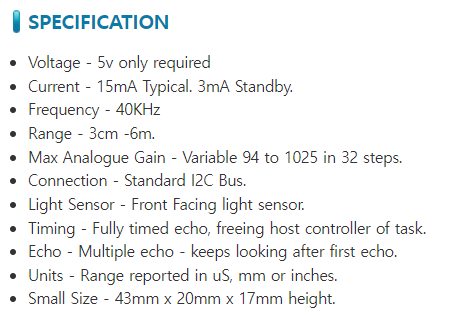 SPECIFICATION
• Voltage - 5v only required
• Current - 15mA Typical. 3mA Standby.
• Frequency - 40KHz
• Range - 3cm -6m.
• Max Analogue Gain - Variable 94 to 1025 in 32 steps.
• Connection - Standard I2C Bus.
• Light Sensor - Front Facing light sensor.
• Timing - Fully timed echo, freeing host controller of task.
• Echo - Multiple echo - keeps looking after first echo.
• Units - Range reported in uS, mm or inches.
• Small Size - 43mm x 20mm x 17mm height.